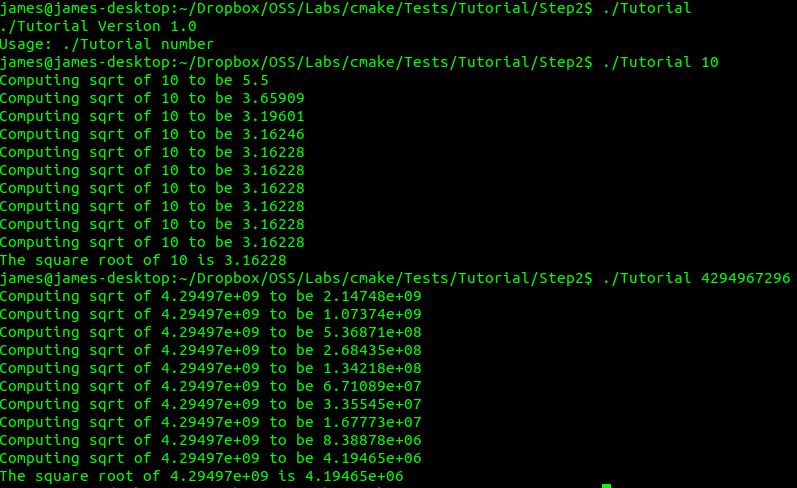 james@james-desktop:~/Dropbox/OSS/Labs/cmake/Tests/Tutorial/Step2$ ./Tutorial
./Tutorial Version 1.0
Usage: ./Tutorial number
james@james-desktop:~/Dropbox/OSS/Labs/cmake/Tests/Tutorial/Step2$ ./Tutorial 10
Computing sqrt of 10 to be 5.5
Computing sqrt of 10 to be 3.65909
Computing sqrt of 10 to be 3.19601
Computing sqrt of 10 to be 3.16246
Computing sqrt of 10 to be 3.16228
Computing sqrt of 10 to be 3.16228
Computing sqrt of 10 to be 3.16228
Computing sqrt of 10 to be 3.16228
Computing sqrt of 10 to be 3.16228
Computing sqrt of 10 to be 3.16228
The square root of 10 is 3.16228
james@james-desktop:~/Dropbox/OSS/Labs/cmake/Tests/Tutorial/Step2$ ./Tutorial 4294967296
Computing sqrt of 4.29497e+09 to be 2.14748e+09
Computing sqrt of 4.29497e+09 to be 1.07374e+09
Computing sqrt of 4.29497e+09 to be 5.36871e+08
Computing sqrt of 4.29497e+09 to be 2.68435e+08
Computing sqrt of 4.29497e+09 to be 1.34218e+08
Computing sqrt of 4.29497e+09 to be 6.71089e+07
Computing sqrt of 4.29497e+09 to be 3.35545e+07
Computing sqrt of 4.29497e+09 to be 1.67773e+07
Computing sqrt of 4.29497e+09 to be 8.38878e+06
Computing sqrt of 4.29497e+09 to be 4.19465e+06
The square root of 4.29497e+09 is 4.19465e+06